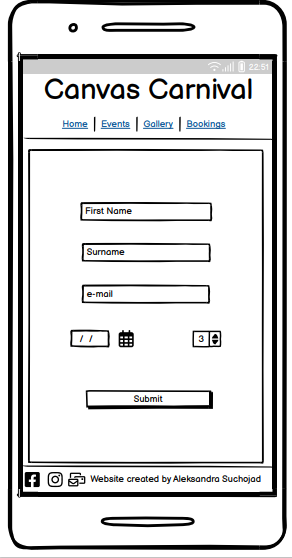 22:51
Canvas Carnival
Home Events Gallery Bookings
First Name
Surname
e-mail
/ / 3
Submit
Website created by Aleksandra Suchojad